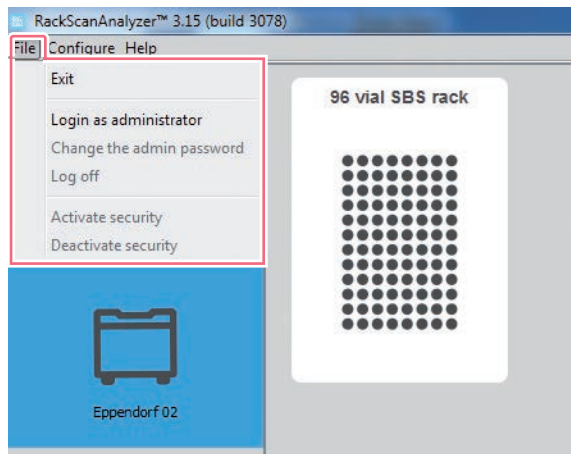 RackScanAnalyzer™ 3.15 (build 3078)
File Configure Help
Exit
Login as administrator
Change the admin password
Log off
Activate security
Deactivate security
96 vial SBS rack
Eppendorf 02